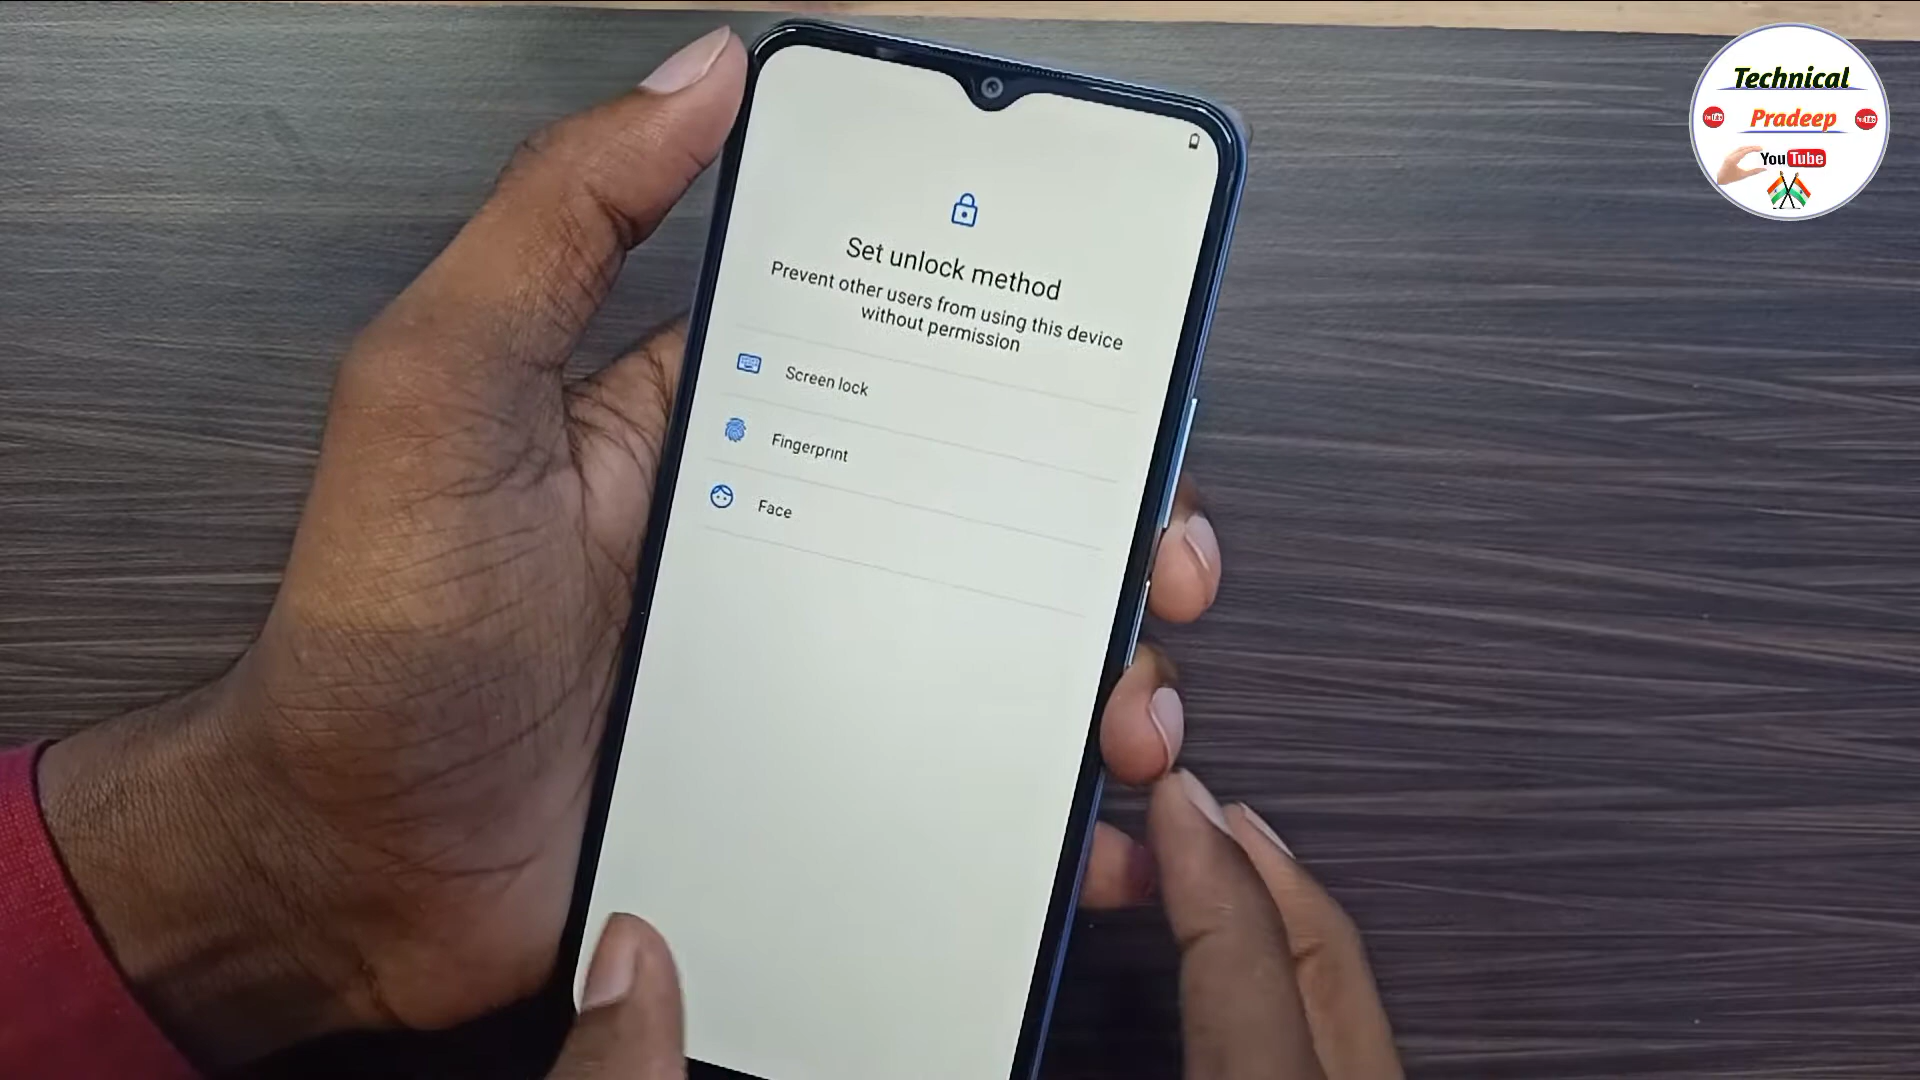 Technical
Pradeep
YouTube
Set unlock method
Prevent other users from using this device
without permission
Screen lock
Fingerprint
Face